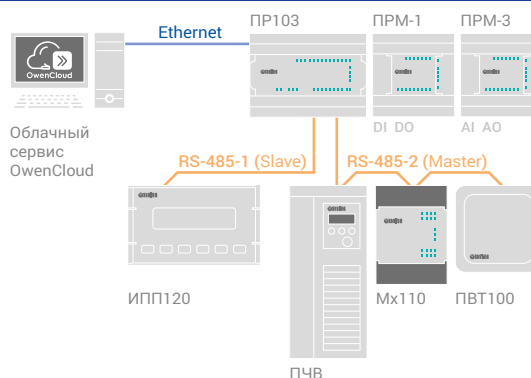 ПР103
ПРМ-1
ПРМ-3
Ethernet
OwenCloud
DI DO
AI AO
Облачный
сервис
OwenCloud
RS-485-1 (Slave)
RS-485-2 (Master)
ИПП120
Мх110
ПВТ100
ПЧВ